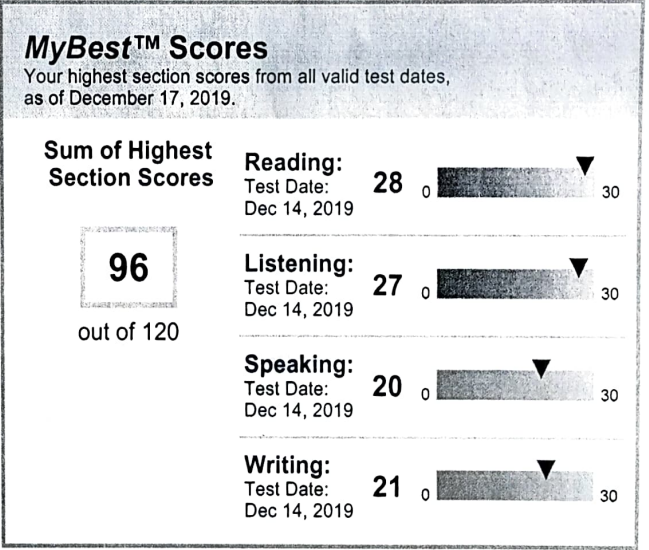 MyBest™ Scores
Your highest section scores from all valid test dates,
as of December 17, 2019.
Sum of Highest
Section Scores
96
out of 120
Reading:
Test Date:
Dec 14, 2019
28
0
30
Listening:
Test Date:
Dec 14, 2019
27
0
30
Speaking:
Test Date:
Dec 14, 2019
20
0
30
Writing:
Test Date:
Dec 14, 2019
21
0
30